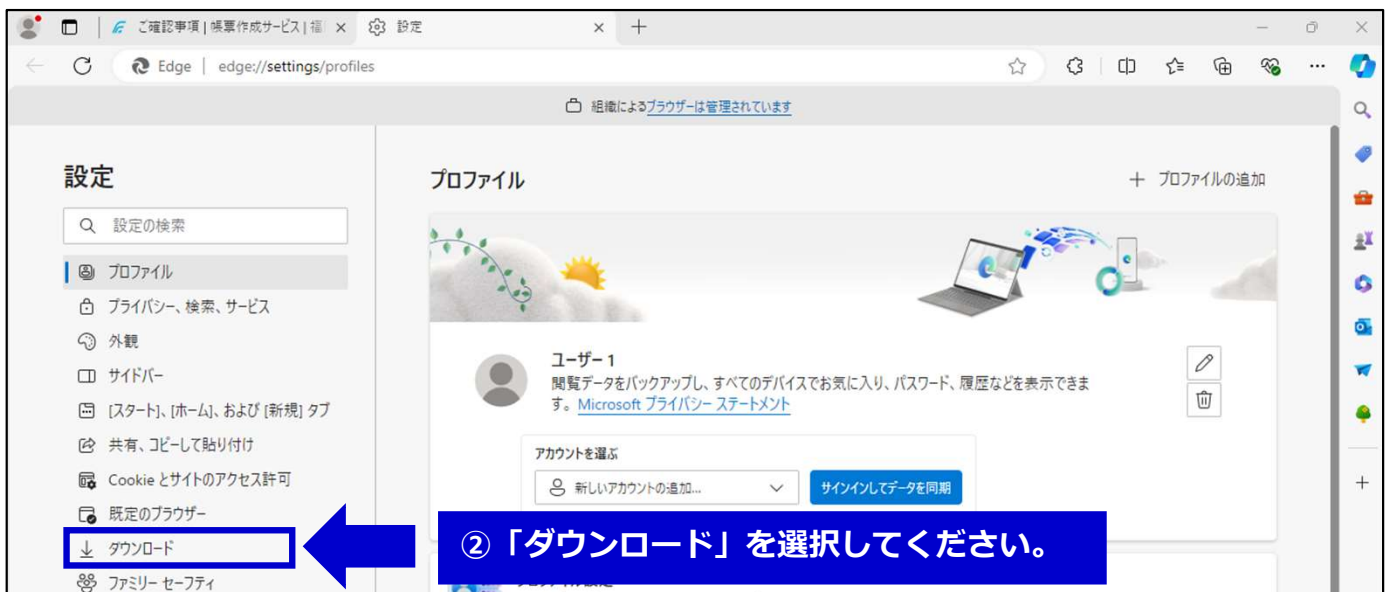 ご確認事項 | 帳票作成サービス | 福
設定
Edge | edge://settings/profiles
組織によるブラウザーは管理されています
設定
設定の検索
プロファイル
プライバシー、検索、サービス
外観
サイドバー
[スタート]、[ホーム]、および [新規] タブ
共有、コピーして貼り付け
Cookie とサイトのアクセス許可
既定のブラウザー
ダウンロード
ファミリー セーフティ
プロファイル
プロファイルの追加
ユーザー 1
閲覧データをバックアップし、すべてのデバイスでお気に入り、パスワード、履歴などを表示できま
す。Microsoft プライバシー ステートメント
アカウントを選ぶ
新しいアカウントの追加...
サインインしてデータを同期
②「ダウンロード」を選択してください。